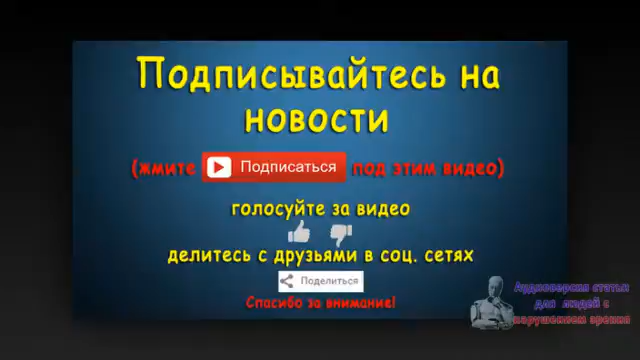 Подписывайтесь на
новости
(жмите Подписаться под этим видео)
голосуйте за видео
делитесь с друзьями в соц. сетях
Поделиться
Спасибо за внимание!
Аудиоверсия статьи
для людей с
нарушением зрения